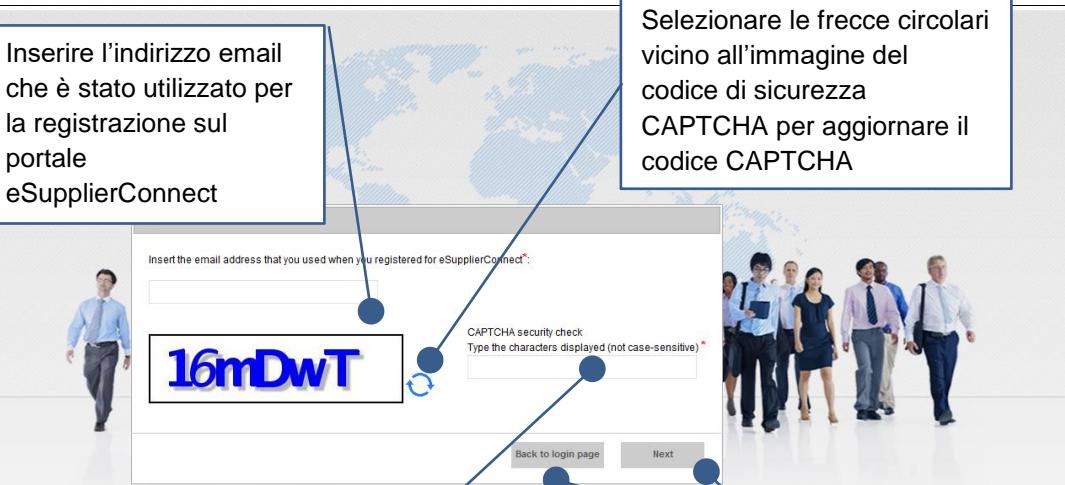 Inserire l’indirizzo email
che è stato utilizzato per
la registrazione sul
portale
eSupplierConnect
Selezionare le frecce circolari
vicino all’immagine del
codice di sicurezza
CAPTCHA per aggiornare il
codice CAPTCHA
Insert the email address that you used when you registered for eSupplierConnect*:
16mDwT
CAPTCHA security check
Type the characters displayed (not case-sensitive) *
Back to login page
Next